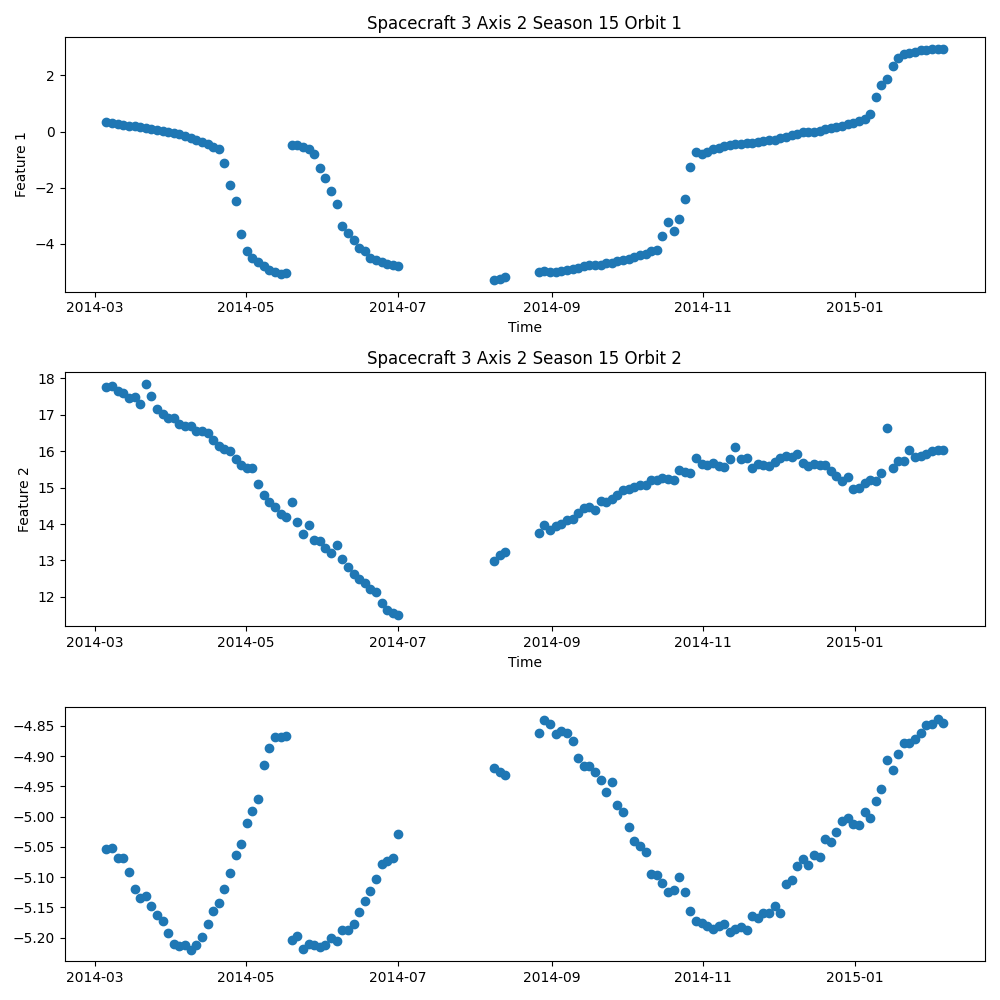 Spacecraft 3 Axis 2 Season 15 Orbit 1
2
0
−2
−4
Feature 1
2014-03 2014-05 2014-07 2014-09 2014-11 2015-01
Time
Spacecraft 3 Axis 2 Season 15 Orbit 2
18
17
16
15
14
13
12
Feature 2
2014-03 2014-05 2014-07 2014-09 2014-11 2015-01
Time
−4.85
−4.90
−4.95
−5.00
−5.05
−5.10
−5.15
−5.20
2014-03 2014-05 2014-07 2014-09 2014-11 2015-01